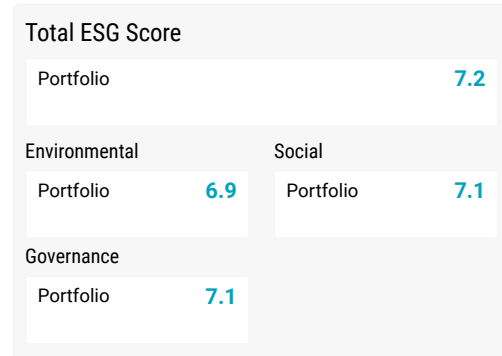 Total ESG Score
Portfolio 7.2
Environmental Social
Portfolio 6.9 Portfolio 7.1
Governance
Portfolio 7.1